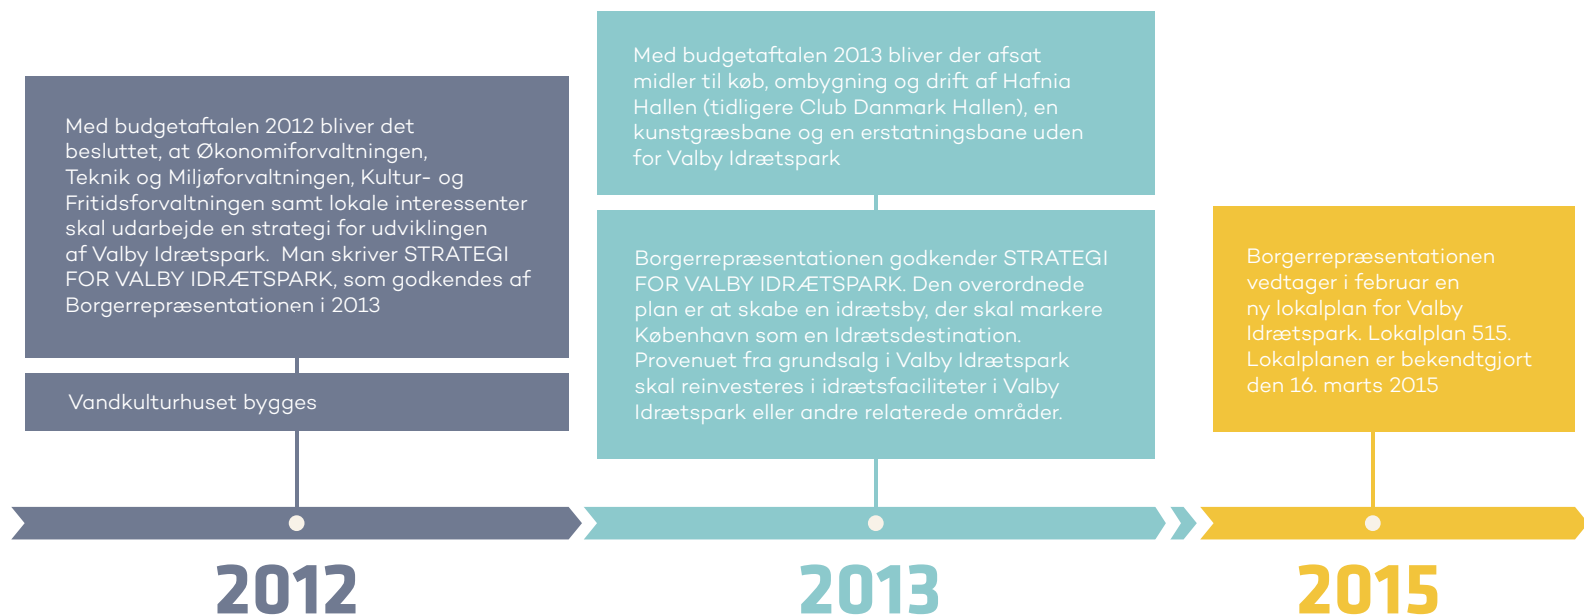 Med budgetaftalen 2012 bliver det
besluttet, at Økonomiforvaltningen,
Teknik og Miljøforvaltningen, Kultur- og
Fritidsforvaltningen samt lokale interessenter
skal udarbejde en strategi for udviklingen
af Valby Idrætspark.  Man skriver STRATEGI
FOR VALBY IDRÆTSPARK, som godkendes af
Borgerrepræsentationen i 2013
Vandkulturhuset bygges
2012
Med budgetaftalen 2013 bliver der afsat
midler til køb, ombygning og drift af Hafnia
Hallen (tidligere Club Danmark Hallen), en
kunstgræsbane og en erstatningsbane uden
for Valby Idrætspark
Borgerrepræsentationen godkender STRATEGI
FOR VALBY IDRÆTSPARK. Den overordnede
plan er at skabe en idrætsby, der skal markere
København som en Idrætsdestination.
Provenuet fra grundsalg i Valby Idrætspark
skal reinvesteres i idrætsfaciliteter i Valby
Idrætspark eller andre relaterede områder.
2013
Borgerrepræsentationen
vedtager i februar en
ny lokalplan for Valby
Idrætspark. Lokalplan 515.
Lokalplanen er bekendtgjort
den 16. marts 2015
2015